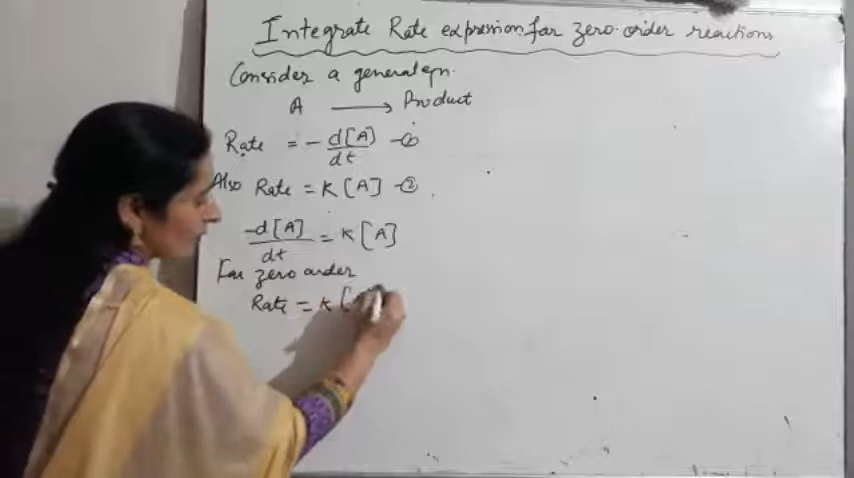 Integrate Rate expression for zero order reactions
Consider a general eqn.
A ⟶ Product
Rate = - d[A]/dt - ①
Also Rate = K [A] - ②
-d[A]/dt = K [A]
For zero order
Rate = K [